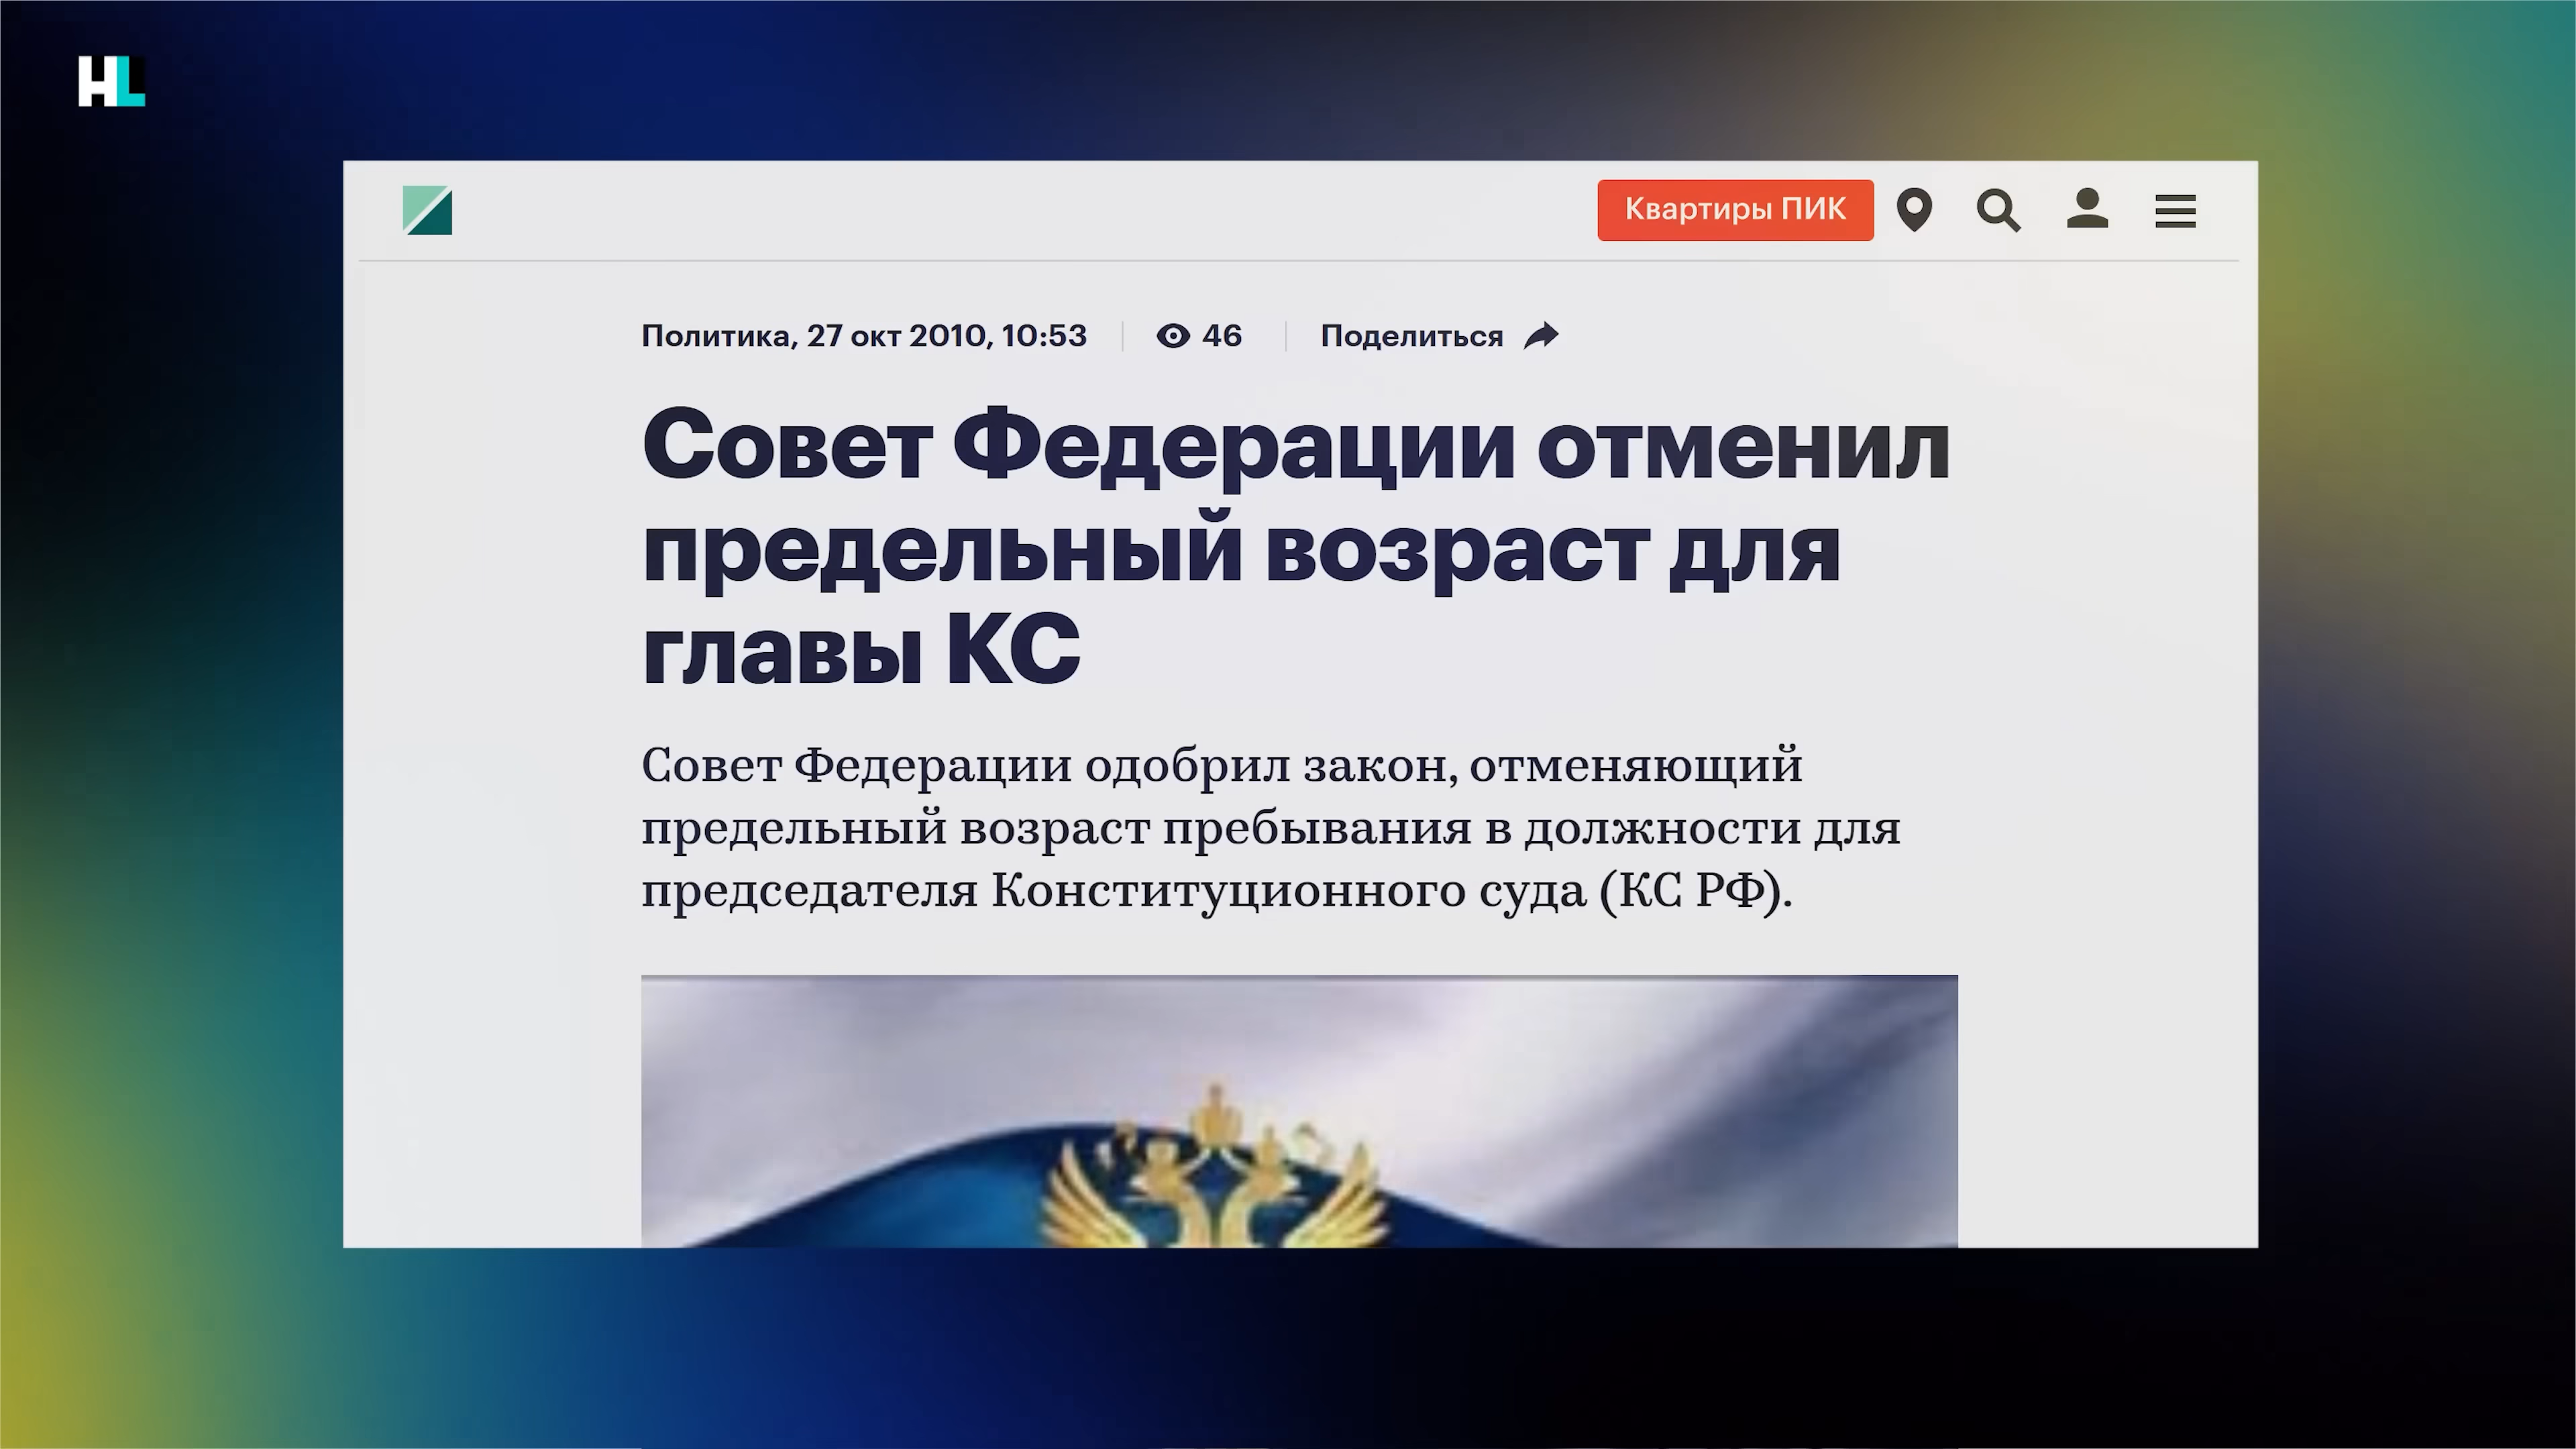 HL
Квартиры ПИК
Политика, 27 окт 2010, 10:53
46
Поделиться
Совет Федерации отменил
предельный возраст для
главы КС
Совет Федерации одобрил закон, отменяющий
предельный возраст пребывания в должности для
председателя Конституционного суда (КС РФ).